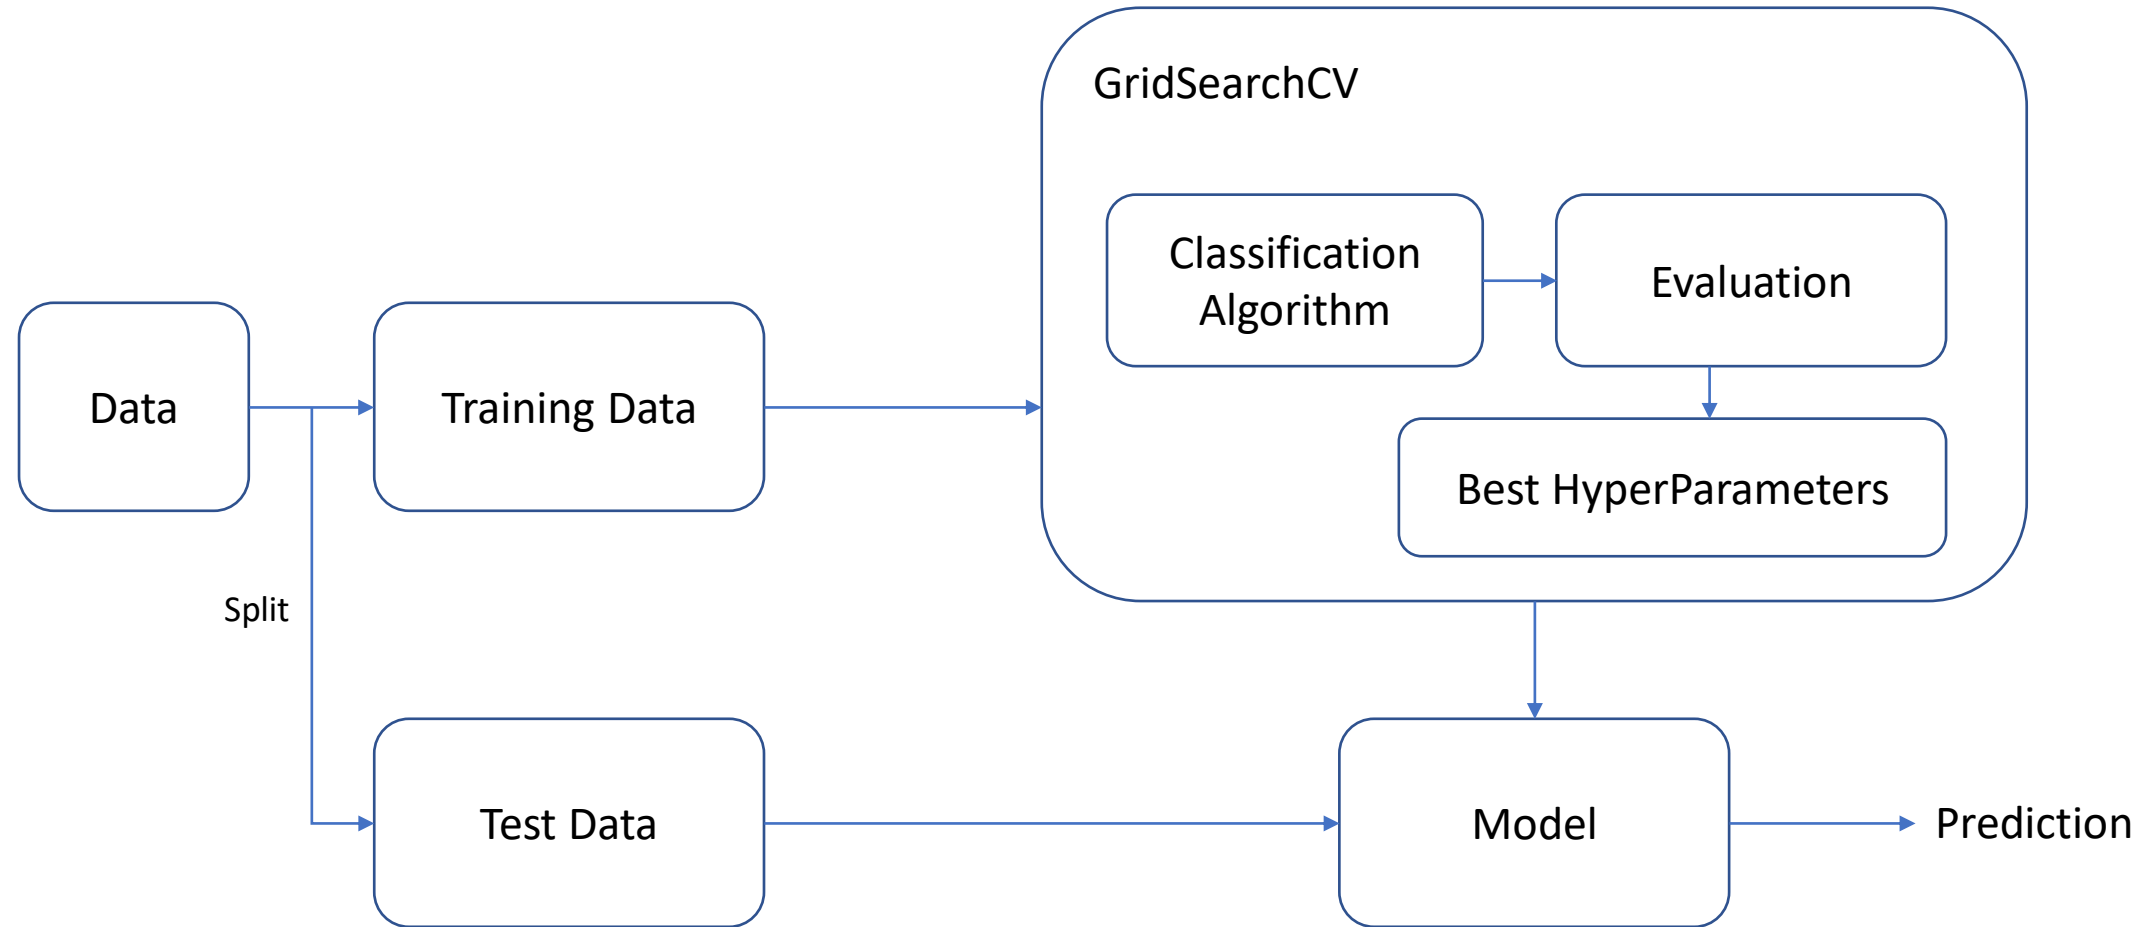 GridSearchCV
Classification
Algorithm
Evaluation
Data
Training Data
Best HyperParameters
Split
Test Data
Model
Prediction